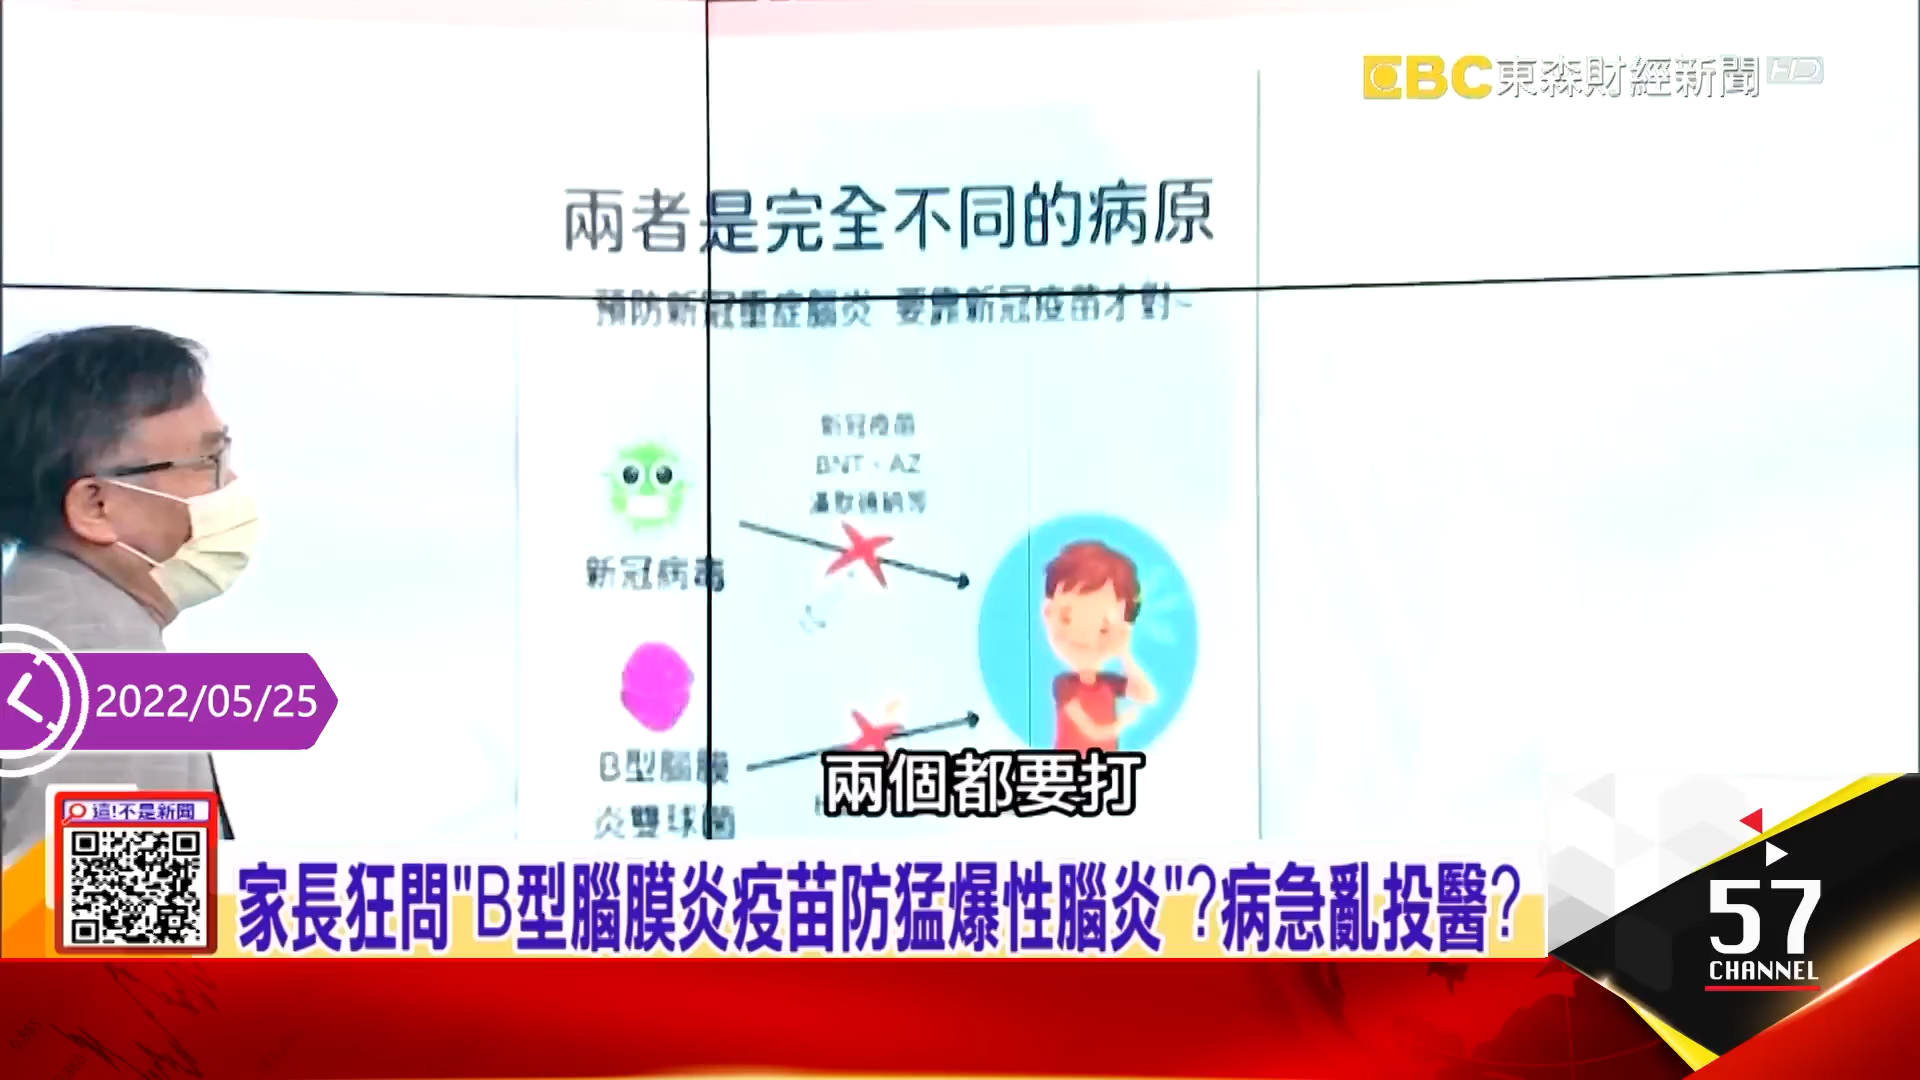 EBC東森財經新聞HD
兩者是完全不同的病原
預防新冠重症腦炎 要靠新冠疫苗才對~
新冠疫苗
BNT、AZ
新冠病毒
B型腦膜
炎雙球菌
兩個都要打
2022/05/25
這!不是新聞
家長狂問"B型腦膜炎疫苗防猛爆性腦炎"?病急亂投醫?
57
CHANNEL